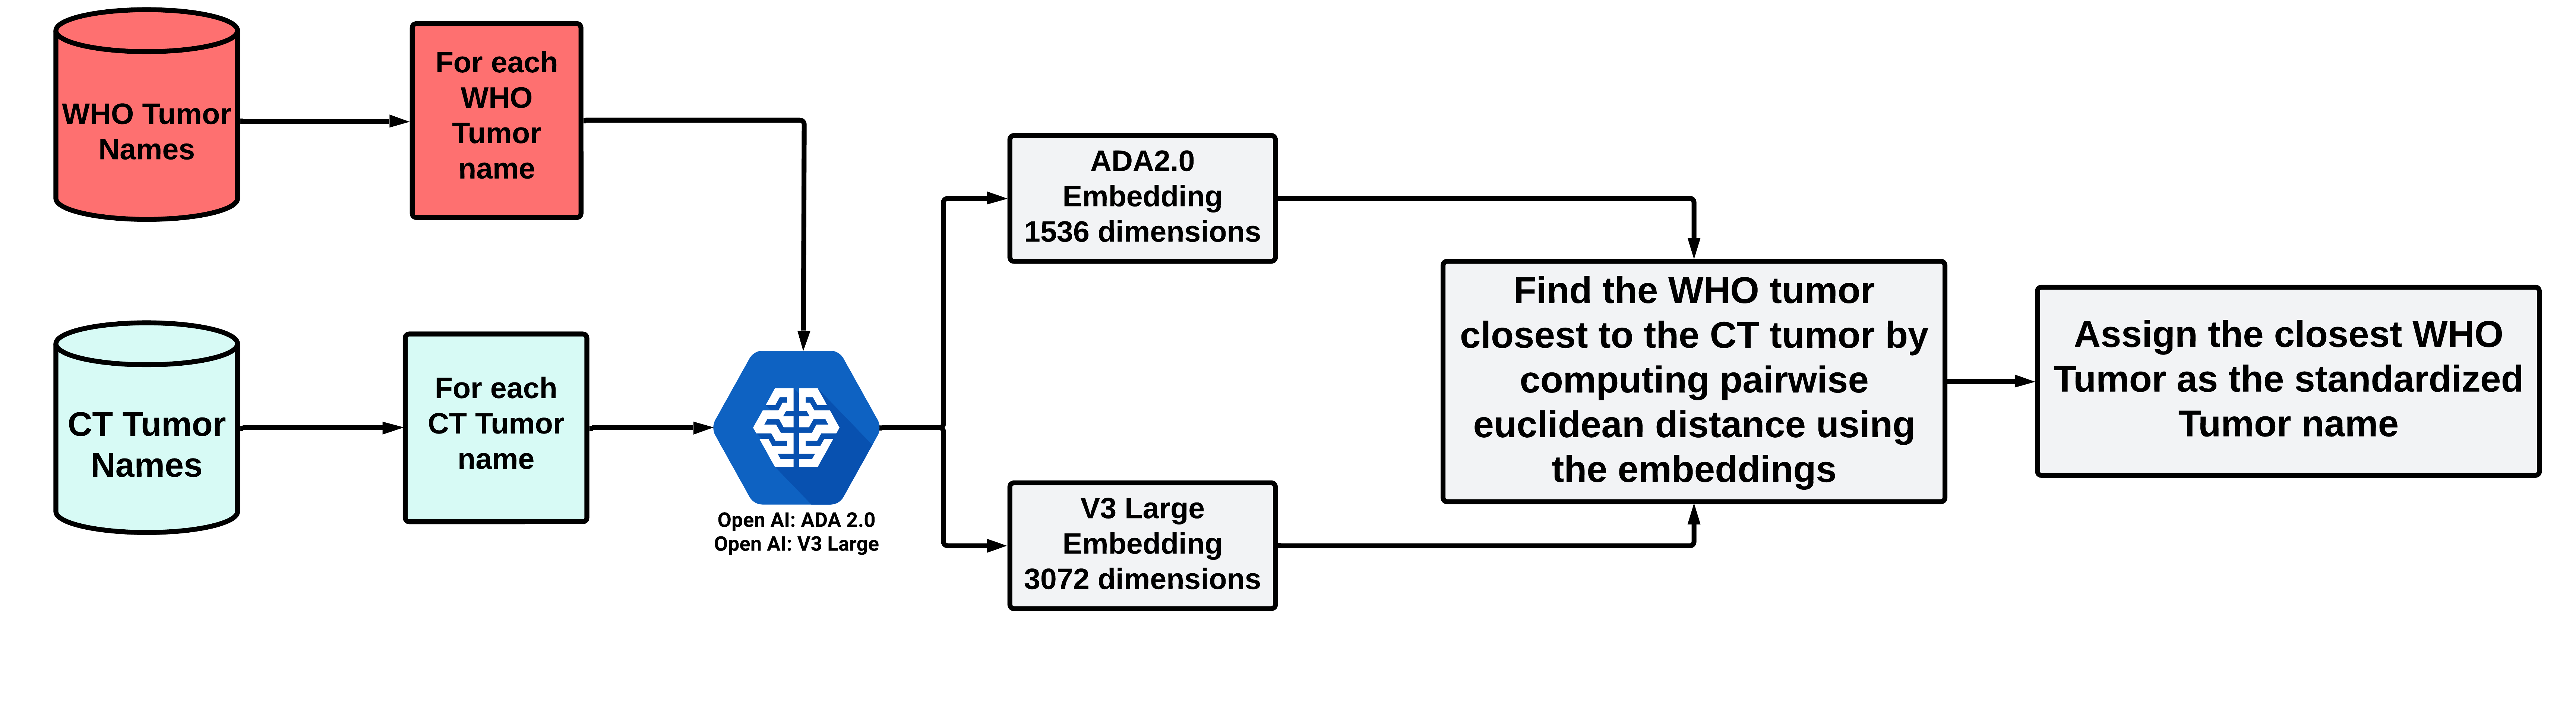 WHO Tumor
Names
For each
WHO
Tumor
name
CT Tumor
Names
For each
CT Tumor
name
Open AI: ADA 2.0
Open AI: V3 Large
ADA2.0
Embedding
1536 dimensions
V3 Large
Embedding
3072 dimensions
Find the WHO tumor
closest to the CT tumor by
computing pairwise
euclidean distance using
the embeddings
Assign the closest WHO
Tumor as the standardized
Tumor name